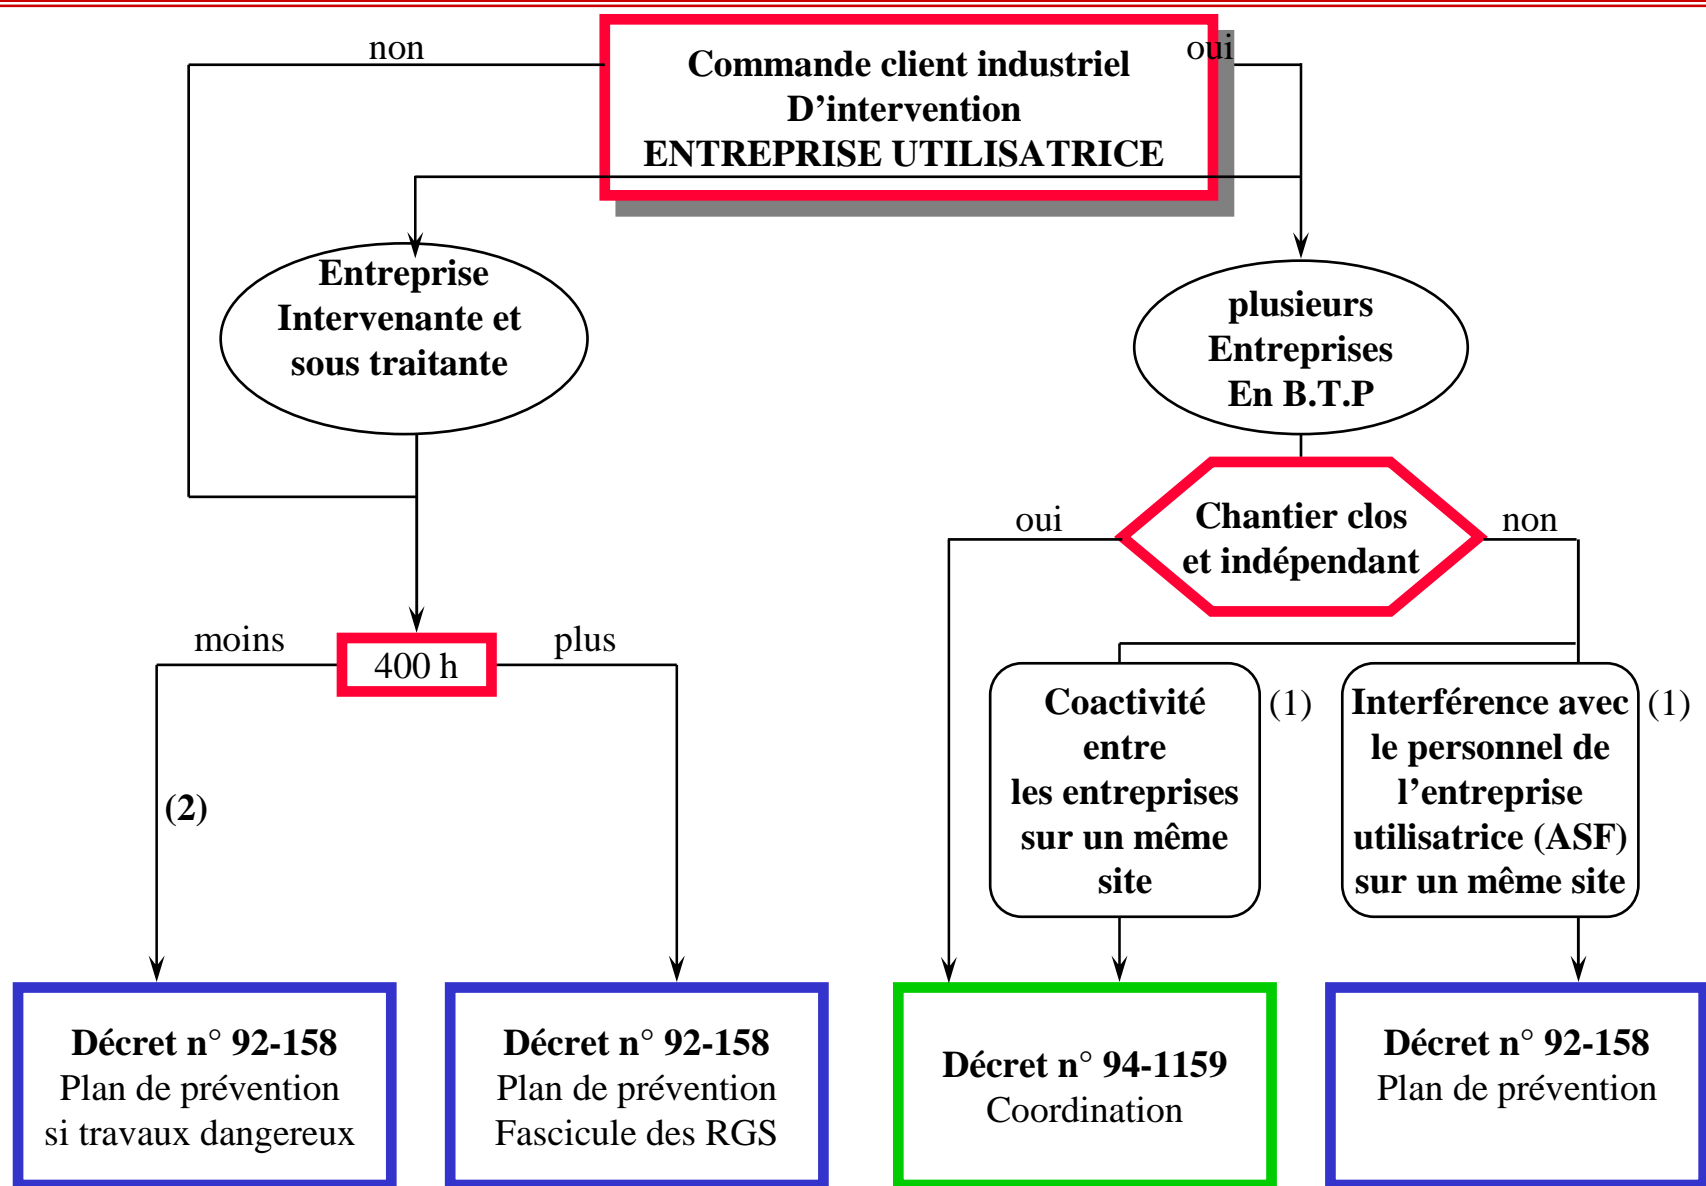 non
oui
Commande client industriel
D’intervention
ENTREPRISE UTILISATRICE
Entreprise
Intervenante et
sous traitante
plusieurs
Entreprises
En B.T.P
oui
Chantier clos
et indépendant
non
moins
400 h
plus
Coactivité
entre
les entreprises
sur un même
site
(1)
Interférence avec
le personnel de
l’entreprise
utilisatrice (ASF)
sur un même site
(1)
(2)
Décret n° 92-158
Plan de prévention
si travaux dangereux
Décret n° 92-158
Plan de prévention
Fascicule des RGS
Décret n° 94-1159
Coordination
Décret n° 92-158
Plan de prévention